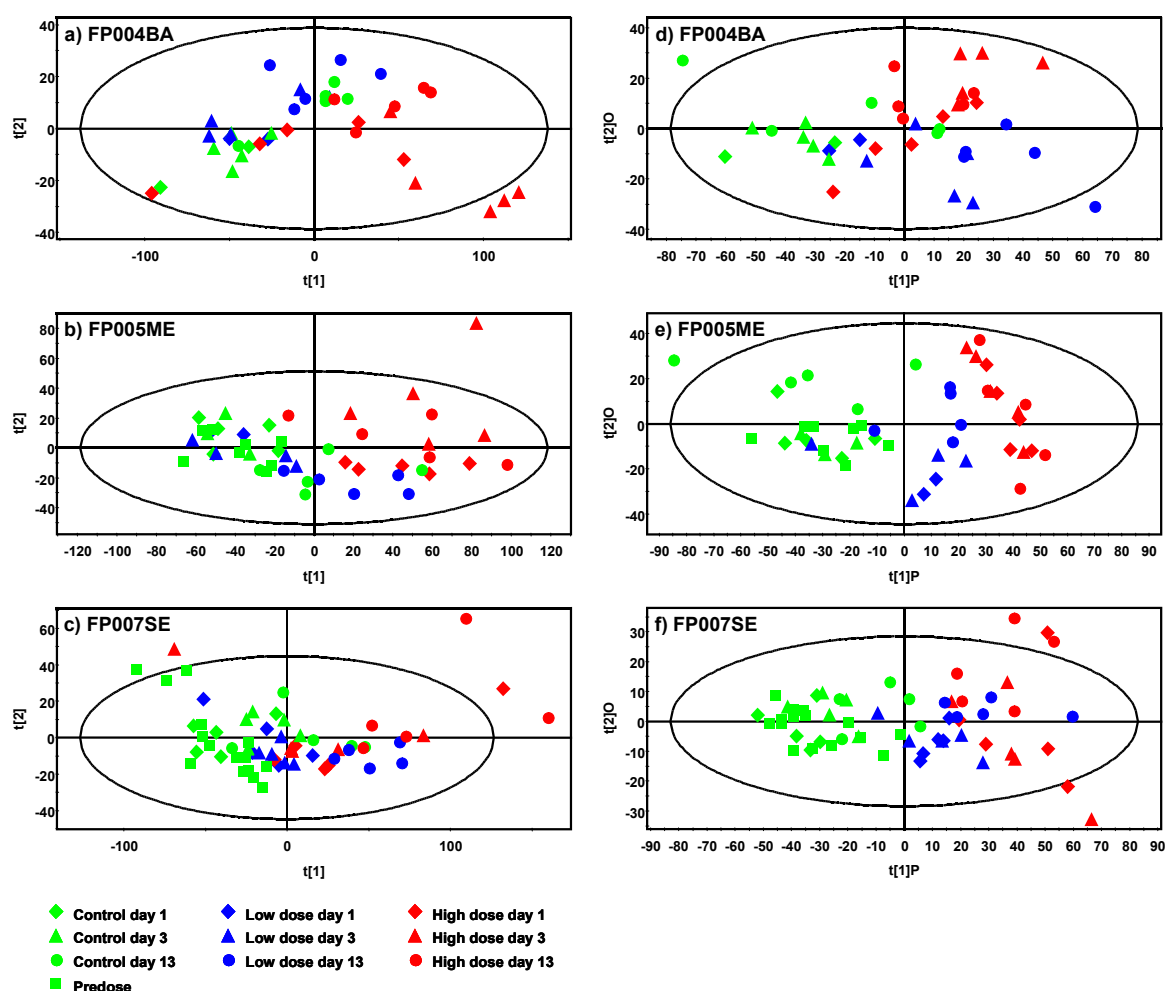 a) FP004BA
40
20
0
-20
-40
t[2]
-100 0 100
t[1]
d) FP004BA
40
20
0
-20
-40
t[2]O
-80 -70 -60 -50 -40 -30 -20 -10 0 10 20 30 40 50 60 70 80
t[1]P
b) FP005ME
80
60
40
20
0
-20
-40
t[2]
-120 -100 -80 -60 -40 -20 0 20 40 60 80 100 120
t[1]
e) FP005ME
40
20
0
-20
-40
t[2]O
-90 -80 -70 -60 -50 -40 -30 -20 -10 0 10 20 30 40 50 60 70 80 90
t[1]P
c) FP007SE
60
40
20
0
-20
-40
t[2]
-100 0 100
t[1]
f) FP007SE
30
20
10
0
-10
-20
-30
t[2]O
-90 -80 -70 -60 -50 -40 -30 -20 -10 0 10 20 30 40 50 60 70 80 90
t[1]P
Control day 1
Control day 3
Control day 13
Predose
Low dose day 1
Low dose day 3
Low dose day 13
High dose day 1
High dose day 3
High dose day 13